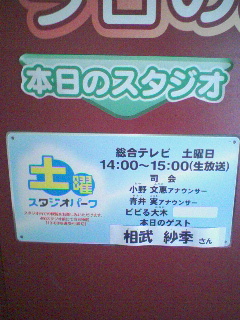 今日の
本日のスタジオ
土曜
スタジオパーク
総合テレビ 土曜日
14:00〜15:00(生放送)
司会
小野 文惠アナウンサー
青井 実アナウンサー
ビビる大木
本日のゲスト
相武 紗季さん